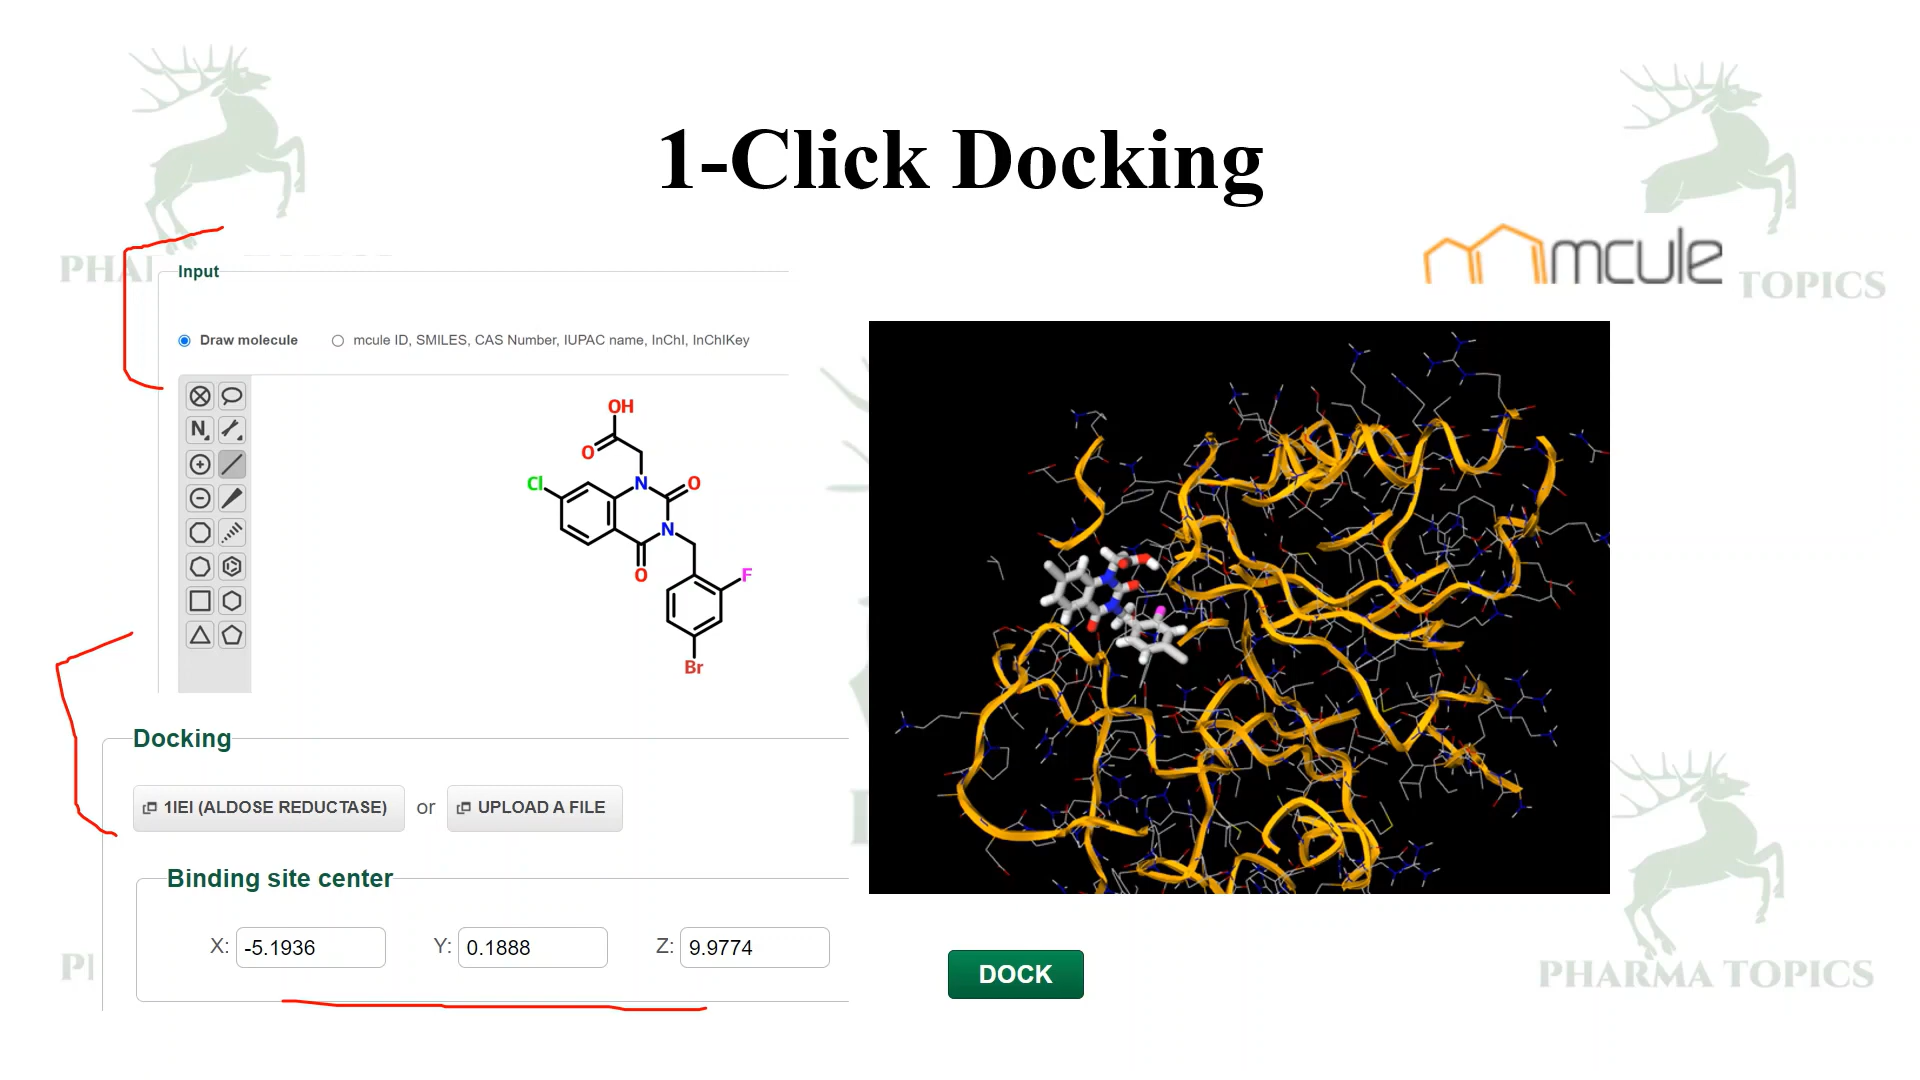 1-Click Docking
mcule
PHA
TOPICS
Input
Draw molecule
mcule ID, SMILES, CAS Number, IUPAC name, InChI, InChIKey
N
OH
O
Cl
N
O
N
O
F
Br
Docking
1IEI (ALDOSE REDUCTASE) or UPLOAD A FILE
Binding site center
X: -5.1936 Y: 0.1888 Z: 9.9774
DOCK
PHARMA TOPICS